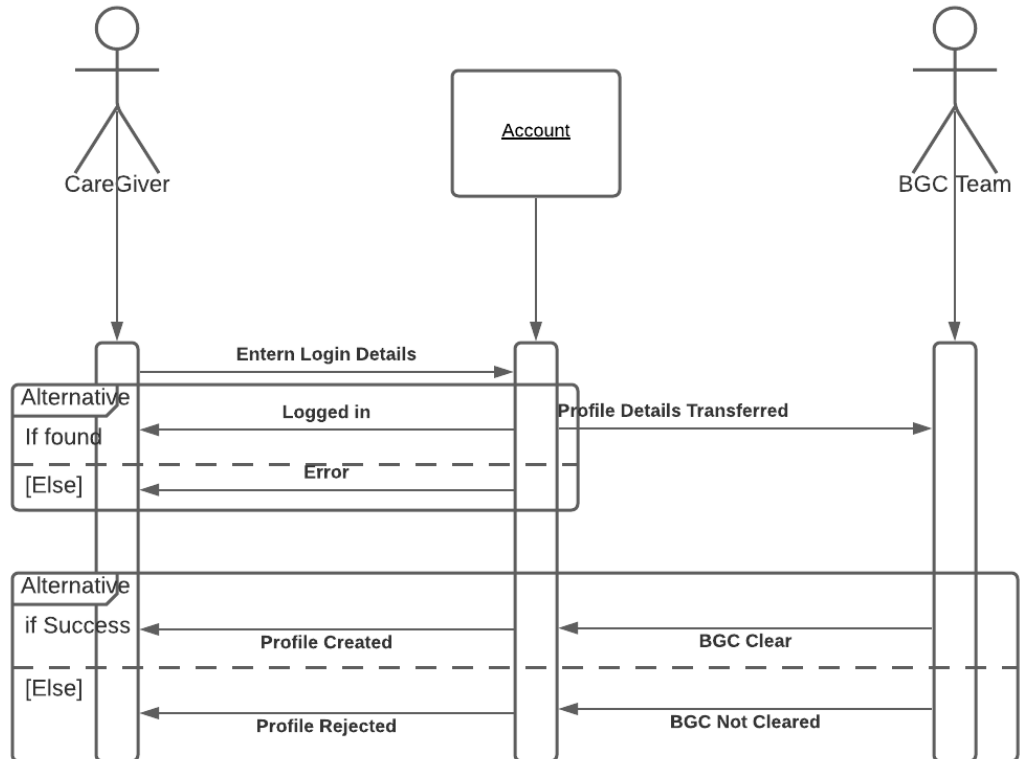 Account
CareGiver
BGC Team
Entern Login Details
Alternative
Logged in
Profile Details Transferred
If found
Error
[Else]
Alternative
if Success
Profile Created
BGC Clear
[Else]
Profile Rejected
BGC Not Cleared